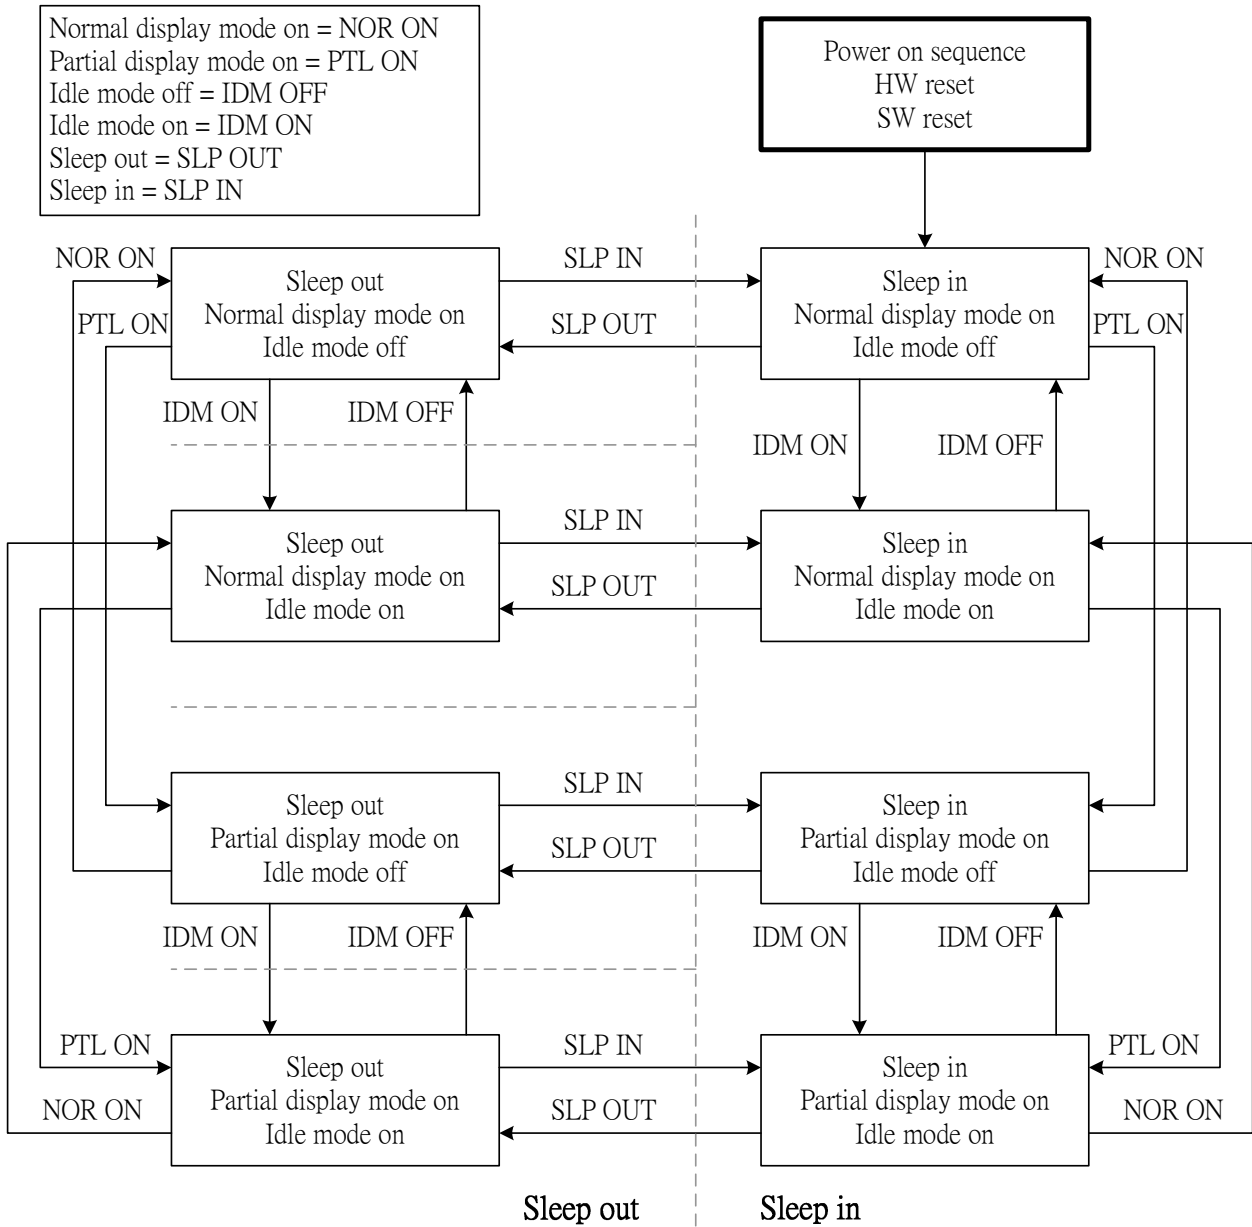 Normal display mode on = NOR ON
Partial display mode on = PTL ON
Idle mode off = IDM OFF
Idle mode on = IDM ON
Sleep out = SLP OUT
Sleep in = SLP IN
Power on sequence
HW reset
SW reset
NOR ON
PTL ON
Sleep out
Normal display mode on
Idle mode off
SLP IN
SLP OUT
Sleep in
Normal display mode on
Idle mode off
NOR ON
PTL ON
IDM ON
IDM OFF
IDM ON
IDM OFF
Sleep out
Normal display mode on
Idle mode on
SLP IN
SLP OUT
Sleep in
Normal display mode on
Idle mode on
Sleep out
Partial display mode on
Idle mode off
SLP IN
SLP OUT
Sleep in
Partial display mode on
Idle mode off
IDM ON
IDM OFF
IDM ON
IDM OFF
PTL ON
NOR ON
Sleep out
Partial display mode on
Idle mode on
SLP IN
SLP OUT
Sleep in
Partial display mode on
Idle mode on
PTL ON
NOR ON
Sleep out
Sleep in